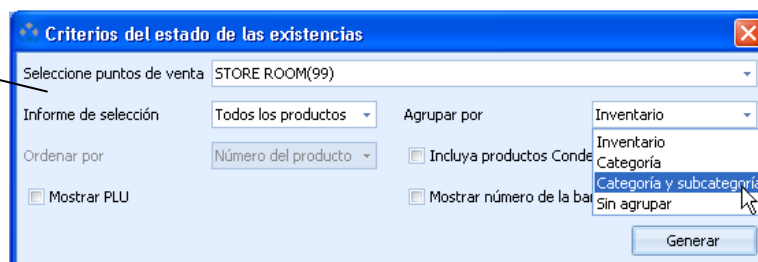 Criterios del estado de las existencias
Seleccione puntos de venta STORE ROOM(99)
Informe de selección Todos los productos Agrupar por Inventario
Inventario
Ordenar por Número del producto Incluya productos Conde
Categoría
Categoría y subcategoría
Mostrar PLU Mostrar número de la bar
Sin agrupar
Generar